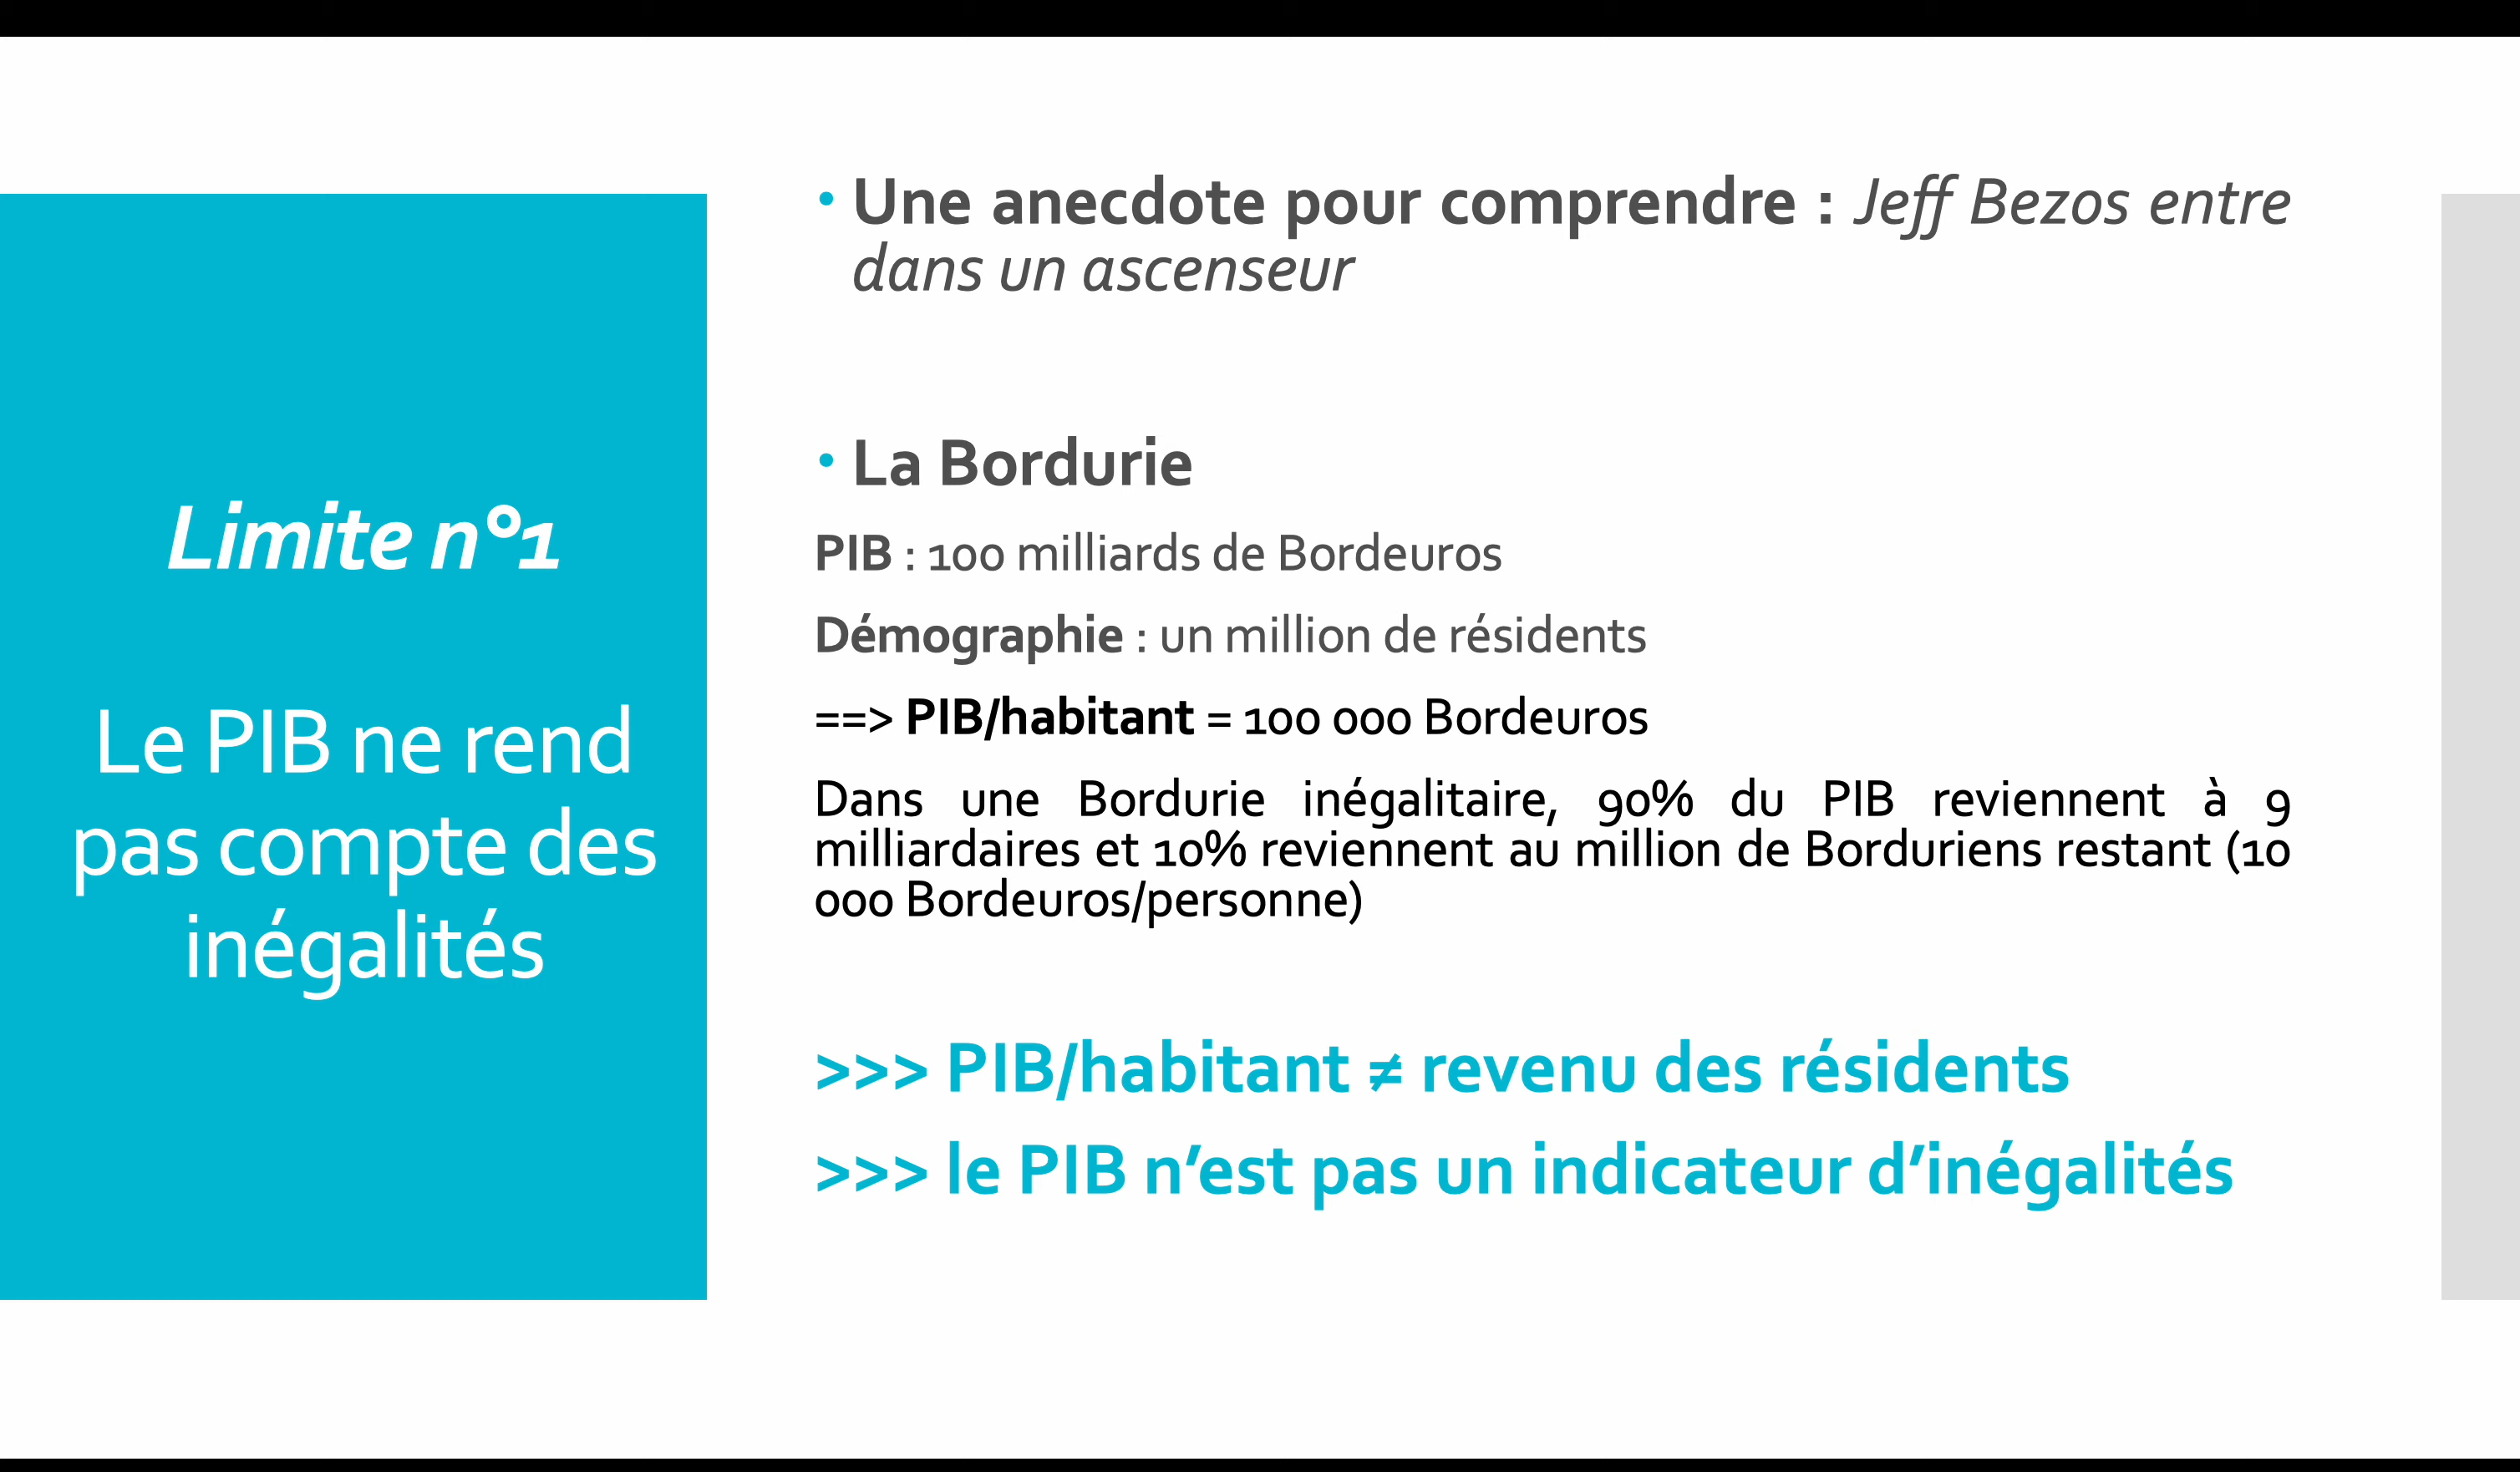 Limite n°1
Le PIB ne rend
pas compte des
inégalités
• Une anecdote pour comprendre : Jeff Bezos entre
dans un ascenseur
• La Bordurie
PIB : 100 milliards de Bordeuros
Démographie : un million de résidents
==> PIB/habitant = 100 000 Bordeuros
Dans une Bordurie inégalitaire, 90% du PIB reviennent à 9
milliardaires et 10% reviennent au million de Borduriens restant (10
000 Bordeuros/personne)
>>> PIB/habitant ≠ revenu des résidents
>>> le PIB n’est pas un indicateur d’inégalités